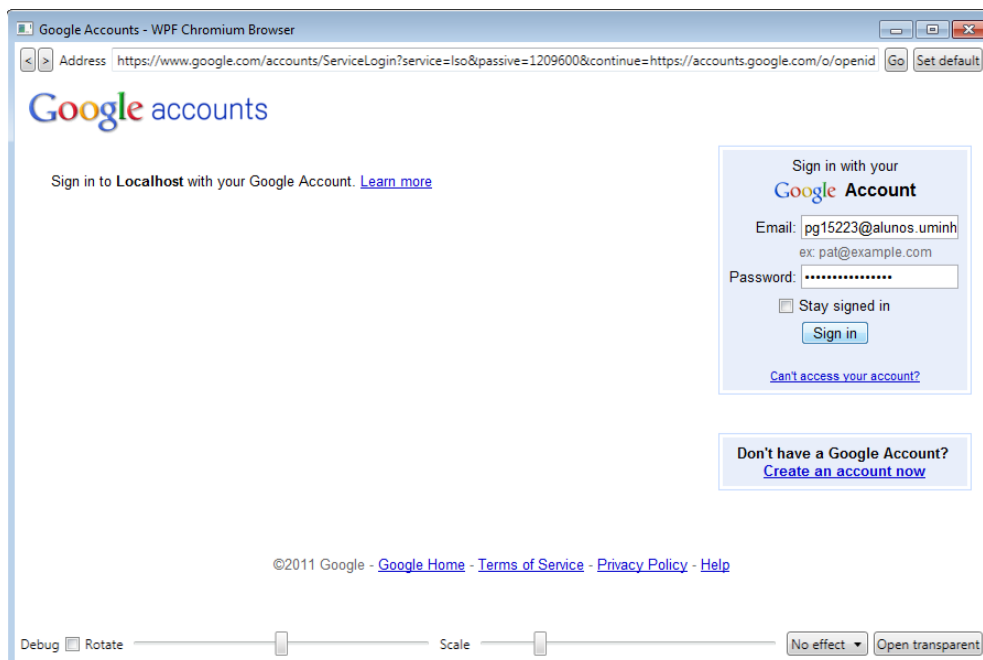 Google Accounts - WPF Chromium Browser
< > Address https://www.google.com/accounts/ServiceLogin?service=lso&passive=1209600&continue=https://accounts.google.com/o/openid Go Set default
Google accounts
Sign in to Localhost with your Google Account. Learn more
Sign in with your
Google Account
Email: pg15223@alunos.uminh
ex: pat@example.com
Password: ••••••••••••••••
Stay signed in
Sign in
Can't access your account?
Don't have a Google Account?
Create an account now
©2011 Google - Google Home - Terms of Service - Privacy Policy - Help
Debug Rotate Scale No effect Open transparent